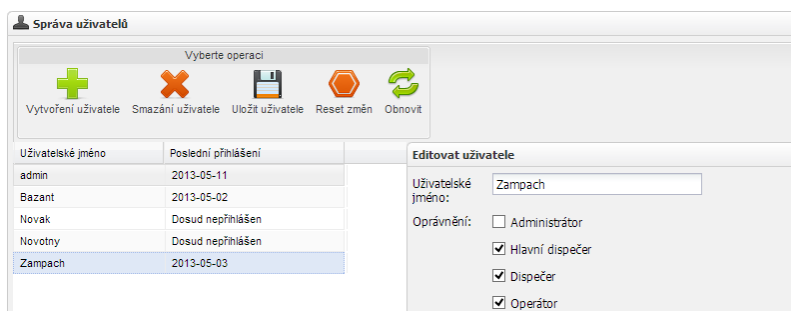 Správa uživatelů
Vyberte operaci
Vytvoření uživatele Smazání uživatele Uložit uživatele Reset změn Obnovit
Uživatelské jméno Poslední přihlášení
admin 2013-05-11
Bazant 2013-05-02
Novak Dosud nepřihlášen
Novotny Dosud nepřihlášen
Zampach 2013-05-03
Editovat uživatele
Uživatelské
jméno: Zampach
Oprávnění: Administrátor
Hlavní dispečer
Dispečer
Operátor